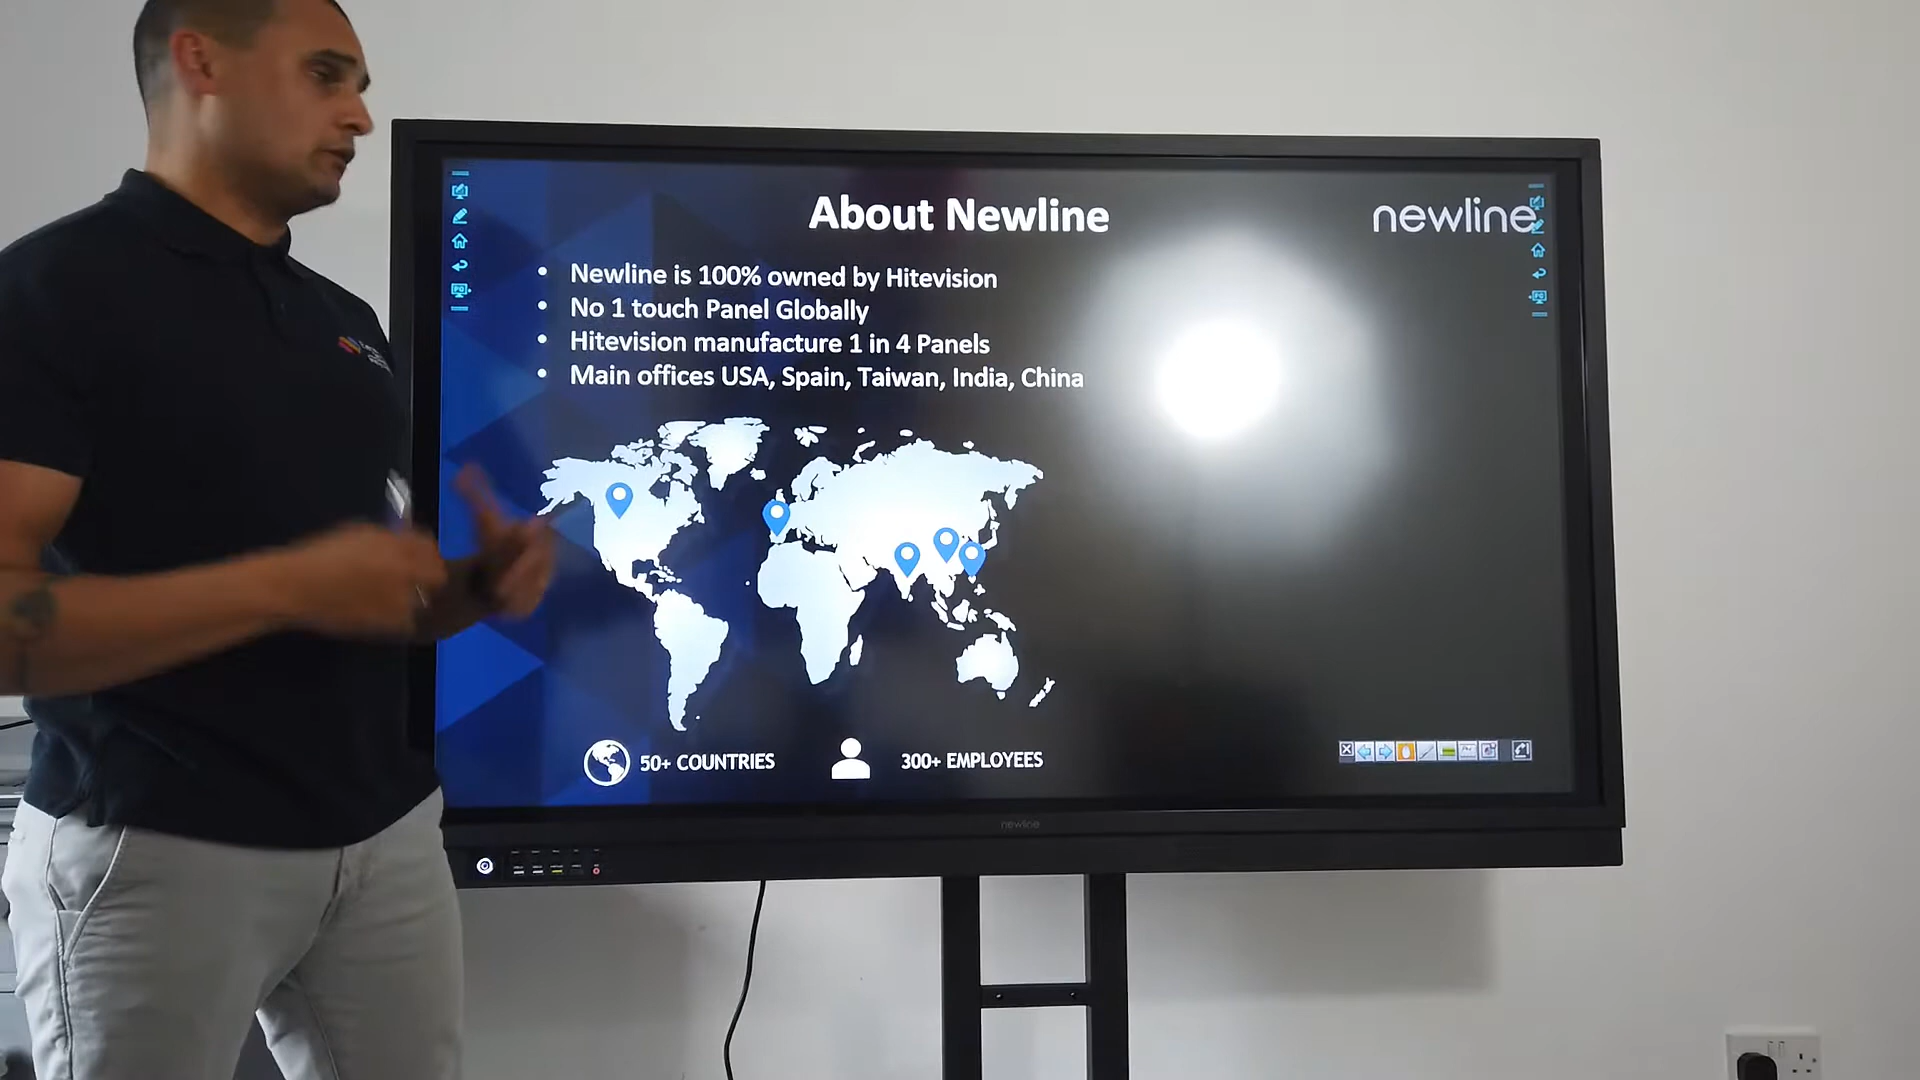 About Newline
newline
Newline is 100% owned by Hitevision
No 1 touch Panel Globally
Hitevision manufacture 1 in 4 Panels
Main offices USA, Spain, Taiwan, India, China
50+ COUNTRIES
300+ EMPLOYEES
newline